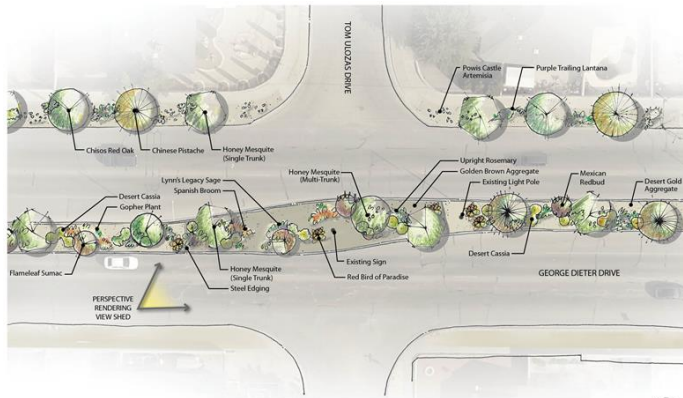 TOM ULOZAS DRIVE
Powis Castle
Artemisia
Purple Trailing Lantana
Chisos Red Oak
Chinese Pistache
Honey Mesquite
(Single Trunk)
Upright Rosemary
Golden Brown Aggregate
Existing Light Pole
Mexican
Redbud
Desert Gold
Aggregate
Honey Mesquite
(Multi-Trunk)
Lynn's Legacy Sage
Spanish Broom
Desert Cassia
Gopher Plant
Flameleaf Sumac
Honey Mesquite
(Single Trunk)
Steel Edging
Existing Sign
Red Bird of Paradise
Desert Cassia
GEORGE DIETER DRIVE
PERSPECTIVE
RENDERING
VIEW SHED